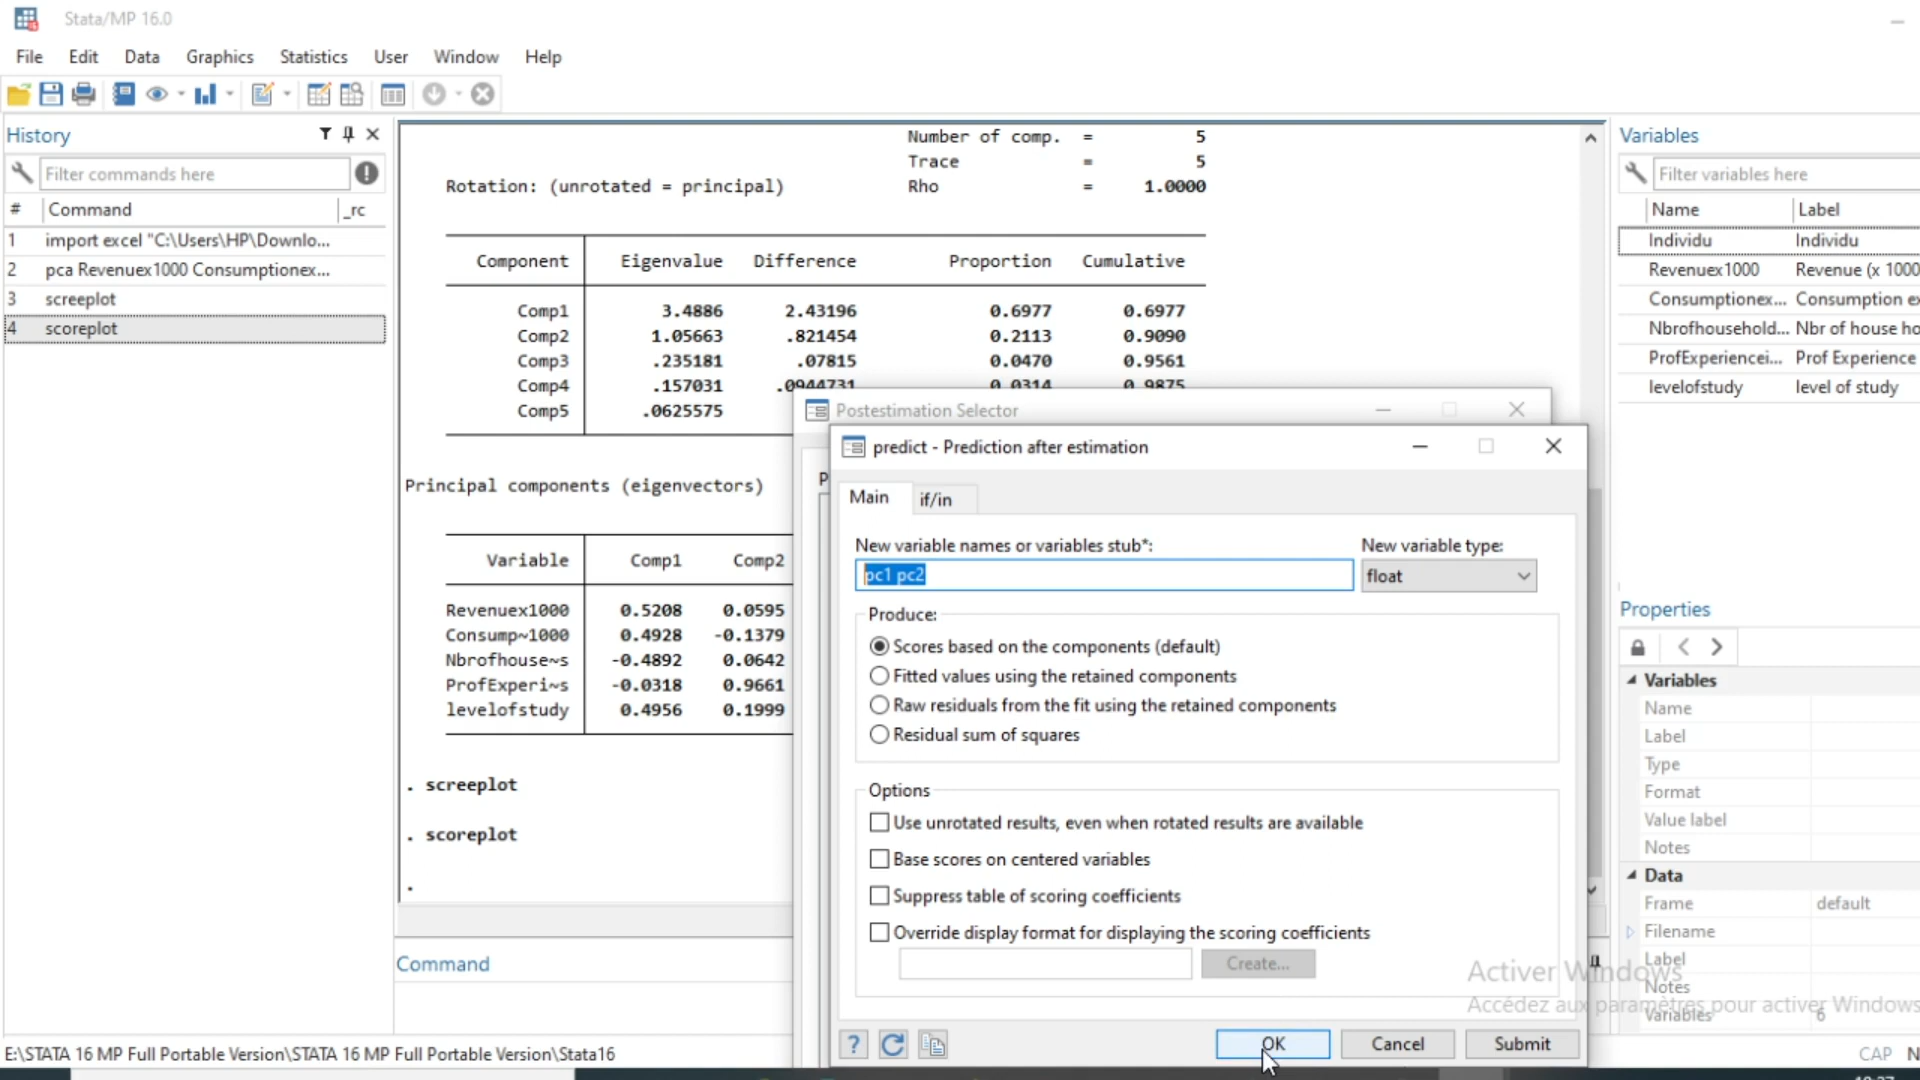 Stata/MP 16.0
File Edit Data Graphics Statistics User Window Help
History
Filter commands here
# Command _rc
1 import excel "C:\Users\HP\Downlo...
2 pca Revenuex1000 Consumptionex...
3 screeplot
4 scoreplot
Number of comp. = 5
Trace = 5
Rotation: (unrotated = principal) Rho = 1.0000
Component Eigenvalue Difference Proportion Cumulative
Comp1 3.4886 2.43196 0.6977 0.6977
Comp2 1.05663 .821454 0.2113 0.9090
Comp3 .235181 .07815 0.0470 0.9561
Comp4 .157031 .0944731 0.0314 0.9875
Comp5 .0625575
Principal components (eigenvectors)
Variable Comp1 Comp2
Revenuex1000 0.5208 0.0595
Consump~1000 0.4928 -0.1379
Nbrofhouse~s -0.4892 0.0642
ProfExperi~s -0.0318 0.9661
levelofstudy 0.4956 0.1999
. screeplot
. scoreplot
.
Command
Postestimation Selector
P
predict - Prediction after estimation
Main if/in
New variable names or variables stub*: New variable type:
pc1 pc2 float
Produce:
Scores based on the components (default)
Fitted values using the retained components
Raw residuals from the fit using the retained components
Residual sum of squares
Options
Use unrotated results, even when rotated results are available
Base scores on centered variables
Suppress table of scoring coefficients
Override display format for displaying the scoring coefficients
Create...
? OK Cancel Submit
Variables
Filter variables here
Name Label
Individu Individu
Revenuex1000 Revenue (x 1000
Consumptionex... Consumption ex
Nbrofhousehold... Nbr of house ho
ProfExperiencei... Prof Experience
levelofstudy level of study
Properties
Variables
Name
Label
Type
Format
Value label
Notes
Data
Frame default
Filename
Label
Notes
Variables 6
Activer Windows
Accédez aux paramètres pour activer Windows
E:\STATA 16 MP Full Portable Version\STATA 16 MP Full Portable Version\Stata16
CAP N